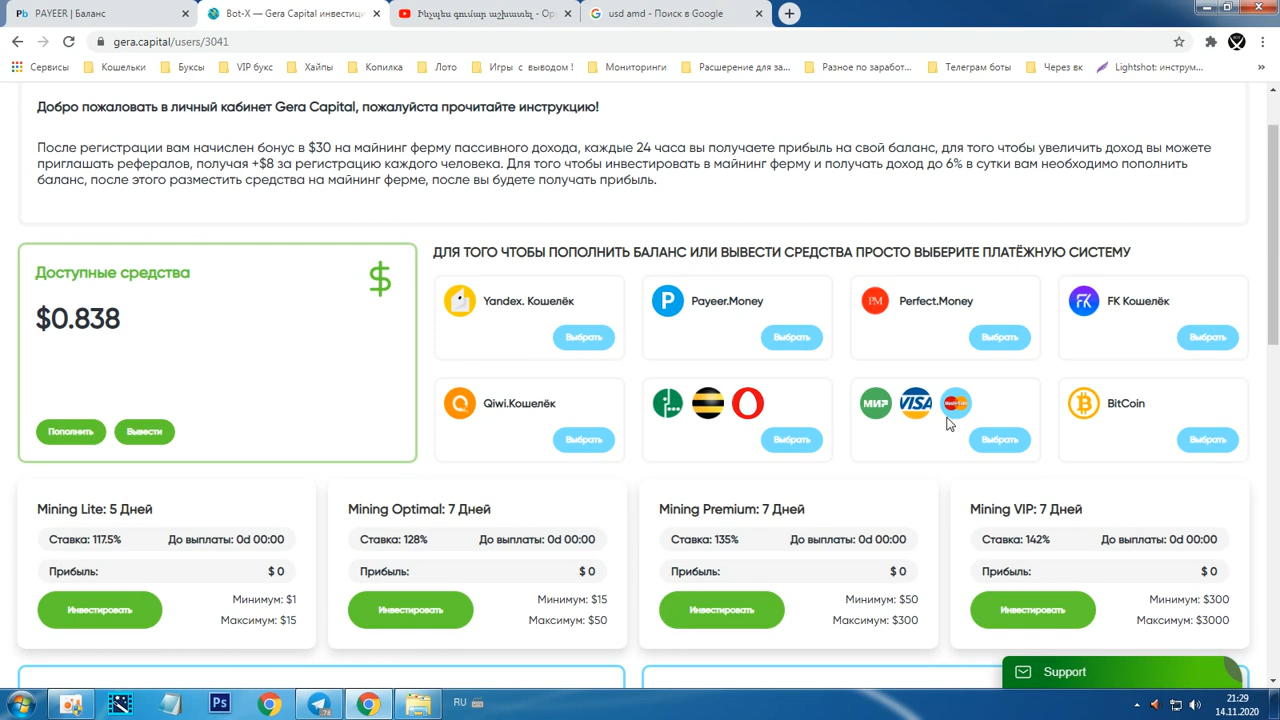 PAYEER | Баланс
Bot-X — Gera Capital инвестиц
usd amd - Поиск в Google
gera.capital/users/3041
Сервисы
Кошельки
Буксы
VIP букс
Хайпы
Копилка
Лото
Игры с выводом !
Мониторинги
Расшерение для за...
Разное по заработ...
Телеграм боты
Через вк
Lightshot: инструм...
Добро пожаловать в личный кабинет Gera Capital, пожалуйста прочитайте инструкцию!
После регистрации вам начислен бонус в $30 на майнинг ферму пассивного дохода, каждые 24 часа вы получаете прибыль на свой баланс, для того чтобы увеличить доход вы можете
приглашать рефералов, получая +$8 за регистрацию каждого человека. Для того чтобы инвестировать в майнинг ферму и получать доход до 6% в сутки вам необходимо пополнить
баланс, после этого разместить средства на майнинг ферме, после вы будете получать прибыль.
Доступные средства
$
$0.838
Пополнить
Вывести
ДЛЯ ТОГО ЧТОБЫ ПОПОЛНИТЬ БАЛАНС ИЛИ ВЫВЕСТИ СРЕДСТВА ПРОСТО ВЫБЕРИТЕ ПЛАТЁЖНУЮ СИСТЕМУ
Yandex. Кошелёк
Выбрать
Payeer.Money
Выбрать
PM
Perfect.Money
Выбрать
FK
FK Кошелёк
Выбрать
Qiwi.Кошелёк
Выбрать
Выбрать
МИР
VISA
MasterCard
Выбрать
BitCoin
Выбрать
Mining Lite: 5 Дней
Ставка: 117.5%
До выплаты: 0d 00:00
Прибыль:
$ 0
Инвестировать
Минимум: $1
Максимум: $15
Mining Optimal: 7 Дней
Ставка: 128%
До выплаты: 0d 00:00
Прибыль:
$ 0
Инвестировать
Минимум: $15
Максимум: $50
Mining Premium: 7 Дней
Ставка: 135%
До выплаты: 0d 00:00
Прибыль:
$ 0
Инвестировать
Минимум: $50
Максимум: $300
Mining VIP: 7 Дней
Ставка: 142%
До выплаты: 0d 00:00
Прибыль:
$ 0
Инвестировать
Минимум: $300
Максимум: $3000
Support
Ps
RU
21:29
14.11.2020